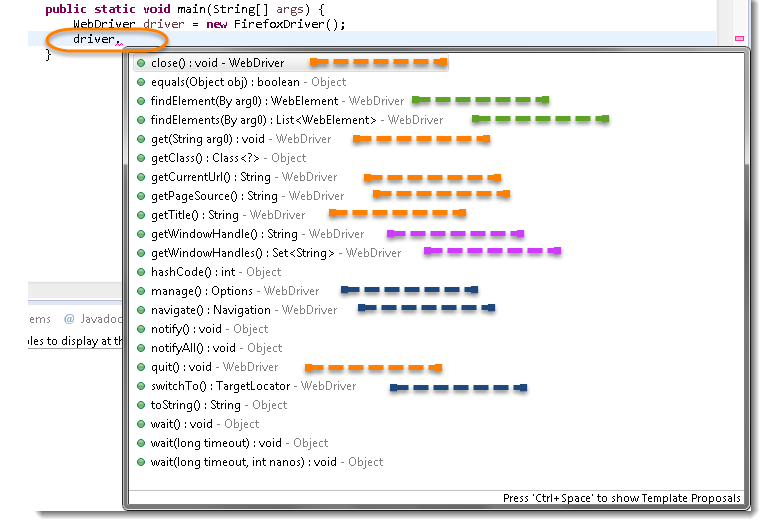 public static void main(String[] args) {
WebDriver driver = new FirefoxDriver();
driver.
}
close() : void - WebDriver
equals(Object obj) : boolean - Object
findElement(By arg0) : WebElement - WebDriver
findElements(By arg0) : List<WebElement> - WebDriver
get(String arg0) : void - WebDriver
getClass() : Class<?> - Object
getCurrentUrl() : String - WebDriver
getPageSource() : String - WebDriver
getTitle() : String - WebDriver
getWindowHandle() : String - WebDriver
getWindowHandles() : Set<String> - WebDriver
hashCode() : int - Object
manage() : Options - WebDriver
navigate() : Navigation - WebDriver
notify() : void - Object
notifyAll() : void - Object
quit() : void - WebDriver
switchTo() : TargetLocator - WebDriver
toString() : String - Object
wait() : void - Object
wait(long timeout) : void - Object
wait(long timeout, int nanos) : void - Object
ems @ Javadoc
les to display at th
Press 'Ctrl+Space' to show Template Proposals